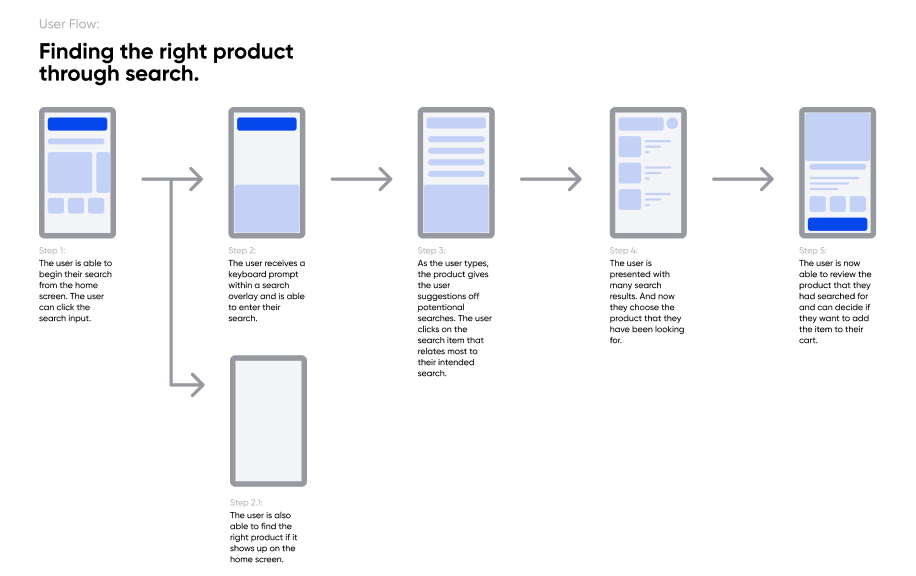 User Flow:
Finding the right product
through search.
Step 1:
The user is able to
begin their search
from the home
screen. The user
can click the
search input.
Step 2:
The user receives a
keyboard prompt
within a search
overlay and is able
to enter their
search.
Step 3:
As the user types,
the product gives
the user
suggestions off
potentional
searches. The user
clicks on the
search item that
relates most to
their intended
search.
Step 4:
The user is
presented with
many search
results. And now
they choose the
product that they
have been looking
for.
Step 5:
The user is now
able to review the
product that they
had searched for
and can decide if
they want to add
the item to their
cart.
Step 2.1:
The user is also
able to find the
right product if it
shows up on the
home screen.